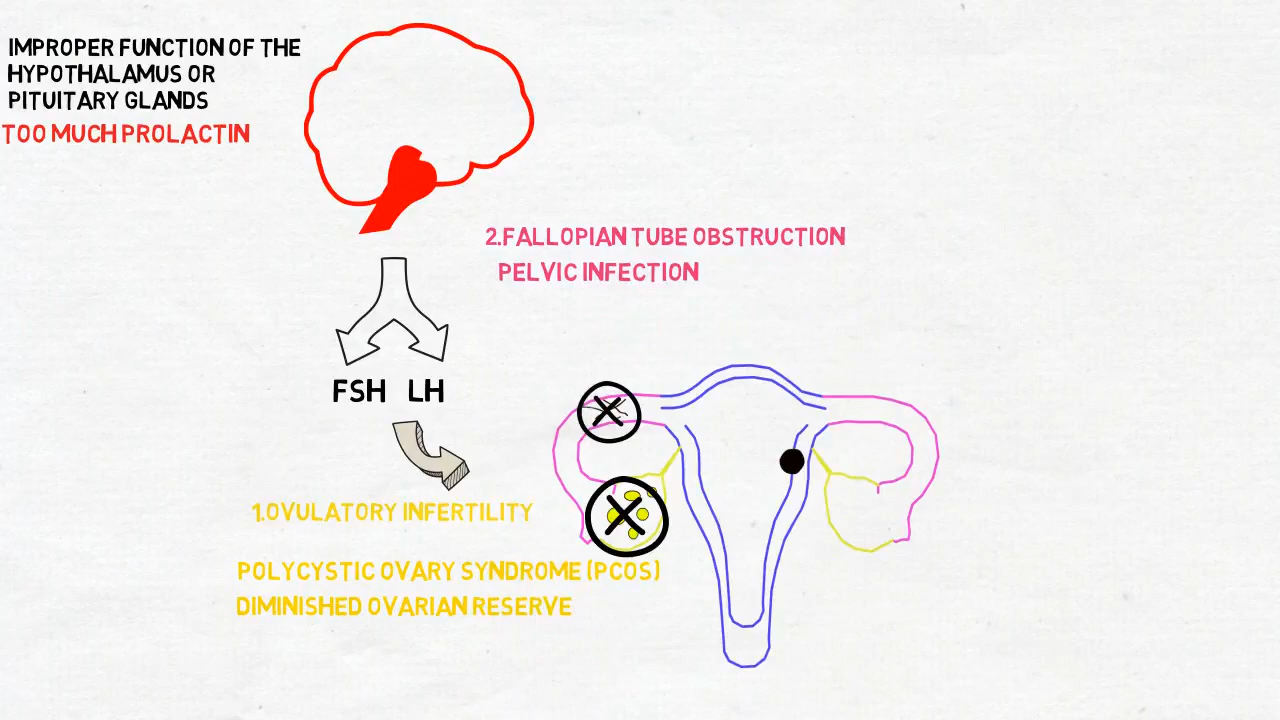 IMPROPER FUNCTION OF THE
HYPOTHALAMUS OR
PITUITARY GLANDS
TOO MUCH PROLACTIN
2.FALLOPIAN TUBE OBSTRUCTION
PELVIC INFECTION
FSH LH
1.OVULATORY INFERTILITY
POLYCYSTIC OVARY SYNDROME (PCOS)
DIMINISHED OVARIAN RESERVE